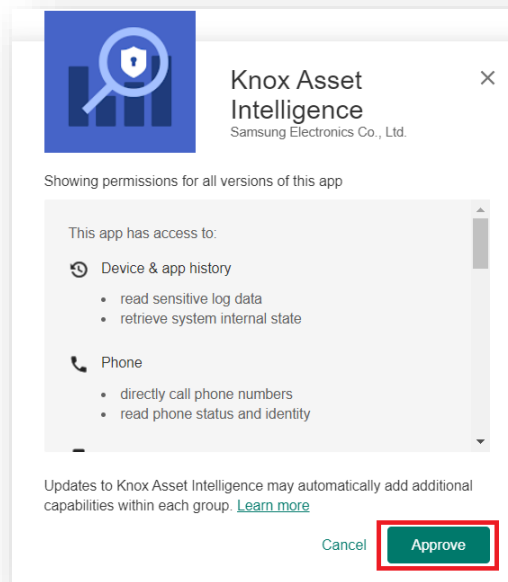 Knox Asset
Intelligence
Samsung Electronics Co., Ltd.
Showing permissions for all versions of this app
This app has access to:
Device & app history
• read sensitive log data
• retrieve system internal state
Phone
• directly call phone numbers
• read phone status and identity
Updates to Knox Asset Intelligence may automatically add additional
capabilities within each group. Learn more
Cancel
Approve